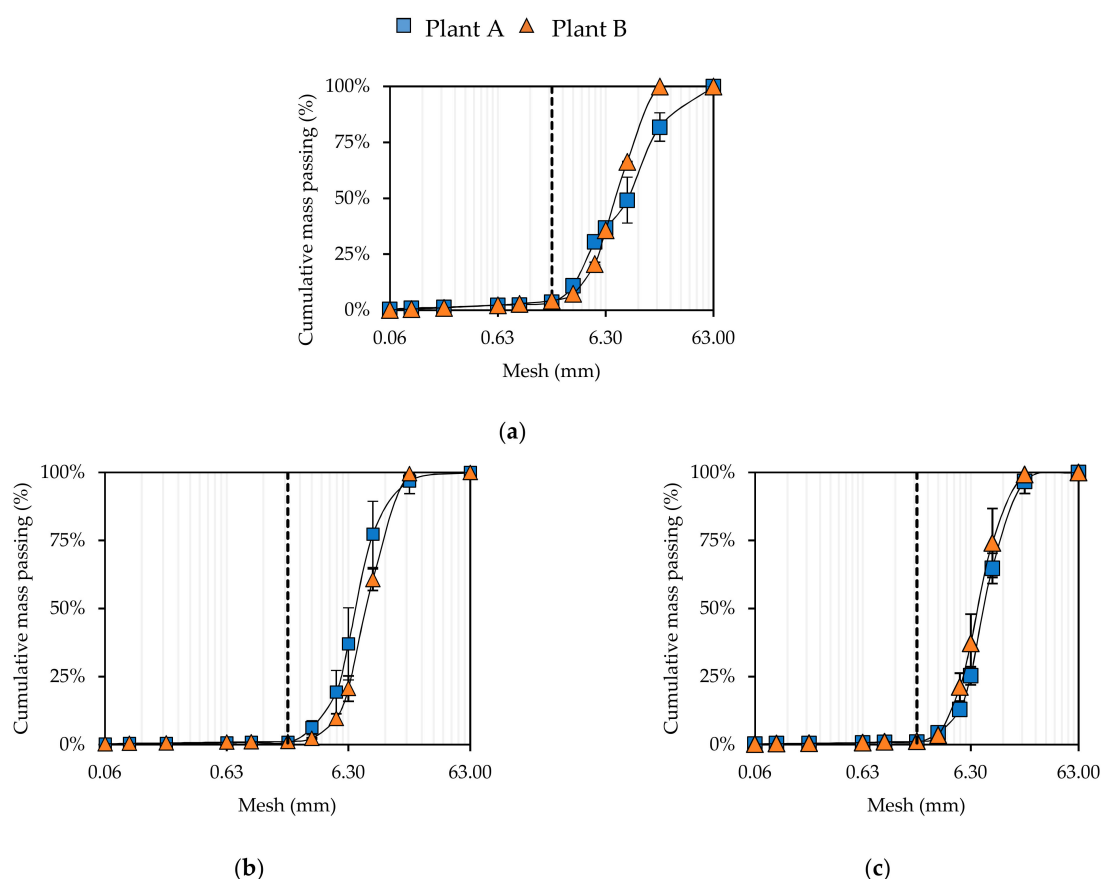 Plant A Plant B
Cumulative mass passing (%)
100%
75%
50%
25%
0%
0.06 0.63 6.30 63.00
Mesh (mm)
(a)
Cumulative mass passing (%)
100%
75%
50%
25%
0%
0.06 0.63 6.30 63.00
Mesh (mm)
(b)
Cumulative mass passing (%)
100%
75%
50%
25%
0%
0.06 0.63 6.30 63.00
Mesh (mm)
(c)